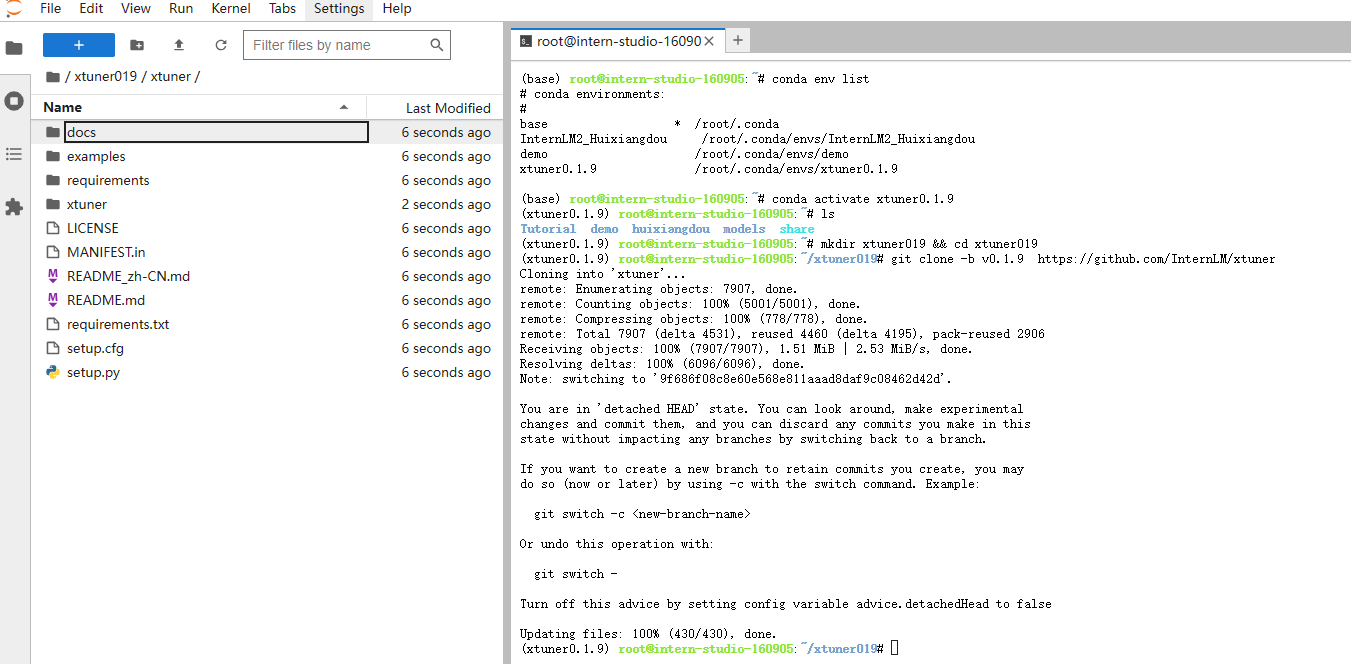 File Edit View Run Kernel Tabs Settings Help
+
Filter files by name
/ xtuner019 / xtuner /
Name Last Modified
docs 6 seconds ago
examples 6 seconds ago
requirements 6 seconds ago
xtuner 2 seconds ago
LICENSE 6 seconds ago
MANIFEST.in 6 seconds ago
README_zh-CN.md 6 seconds ago
README.md 6 seconds ago
requirements.txt 6 seconds ago
setup.cfg 6 seconds ago
setup.py 6 seconds ago
root@intern-studio-16090 × +
(base) root@intern-studio-160905:~# conda env list
# conda environments:
#
base * /root/.conda
InternLM2_Huixiangdou /root/.conda/envs/InternLM2_Huixiangdou
demo /root/.conda/envs/demo
xtuner0.1.9 /root/.conda/envs/xtuner0.1.9
(base) root@intern-studio-160905:~# conda activate xtuner0.1.9
(xtuner0.1.9) root@intern-studio-160905:~# ls
Tutorial demo huixiangdou models share
(xtuner0.1.9) root@intern-studio-160905:~# mkdir xtuner019 && cd xtuner019
(xtuner0.1.9) root@intern-studio-160905:~/xtuner019# git clone -b v0.1.9 https://github.com/InternLM/xtuner
Cloning into 'xtuner'...
remote: Enumerating objects: 7907, done.
remote: Counting objects: 100% (5001/5001), done.
remote: Compressing objects: 100% (778/778), done.
remote: Total 7907 (delta 4531), reused 4460 (delta 4195), pack-reused 2906
Receiving objects: 100% (7907/7907), 1.51 MiB | 2.53 MiB/s, done.
Resolving deltas: 100% (6096/6096), done.
Note: switching to '9f686f08c8e60e568e811aaad8daf9c08462d42d'.
You are in 'detached HEAD' state. You can look around, make experimental
changes and commit them, and you can discard any commits you make in this
state without impacting any branches by switching back to a branch.
If you want to create a new branch to retain commits you create, you may
do so (now or later) by using -c with the switch command. Example:
git switch -c <new-branch-name>
Or undo this operation with:
git switch -
Turn off this advice by setting config variable advice.detachedHead to false
Updating files: 100% (430/430), done.
(xtuner0.1.9) root@intern-studio-160905:~/xtuner019#